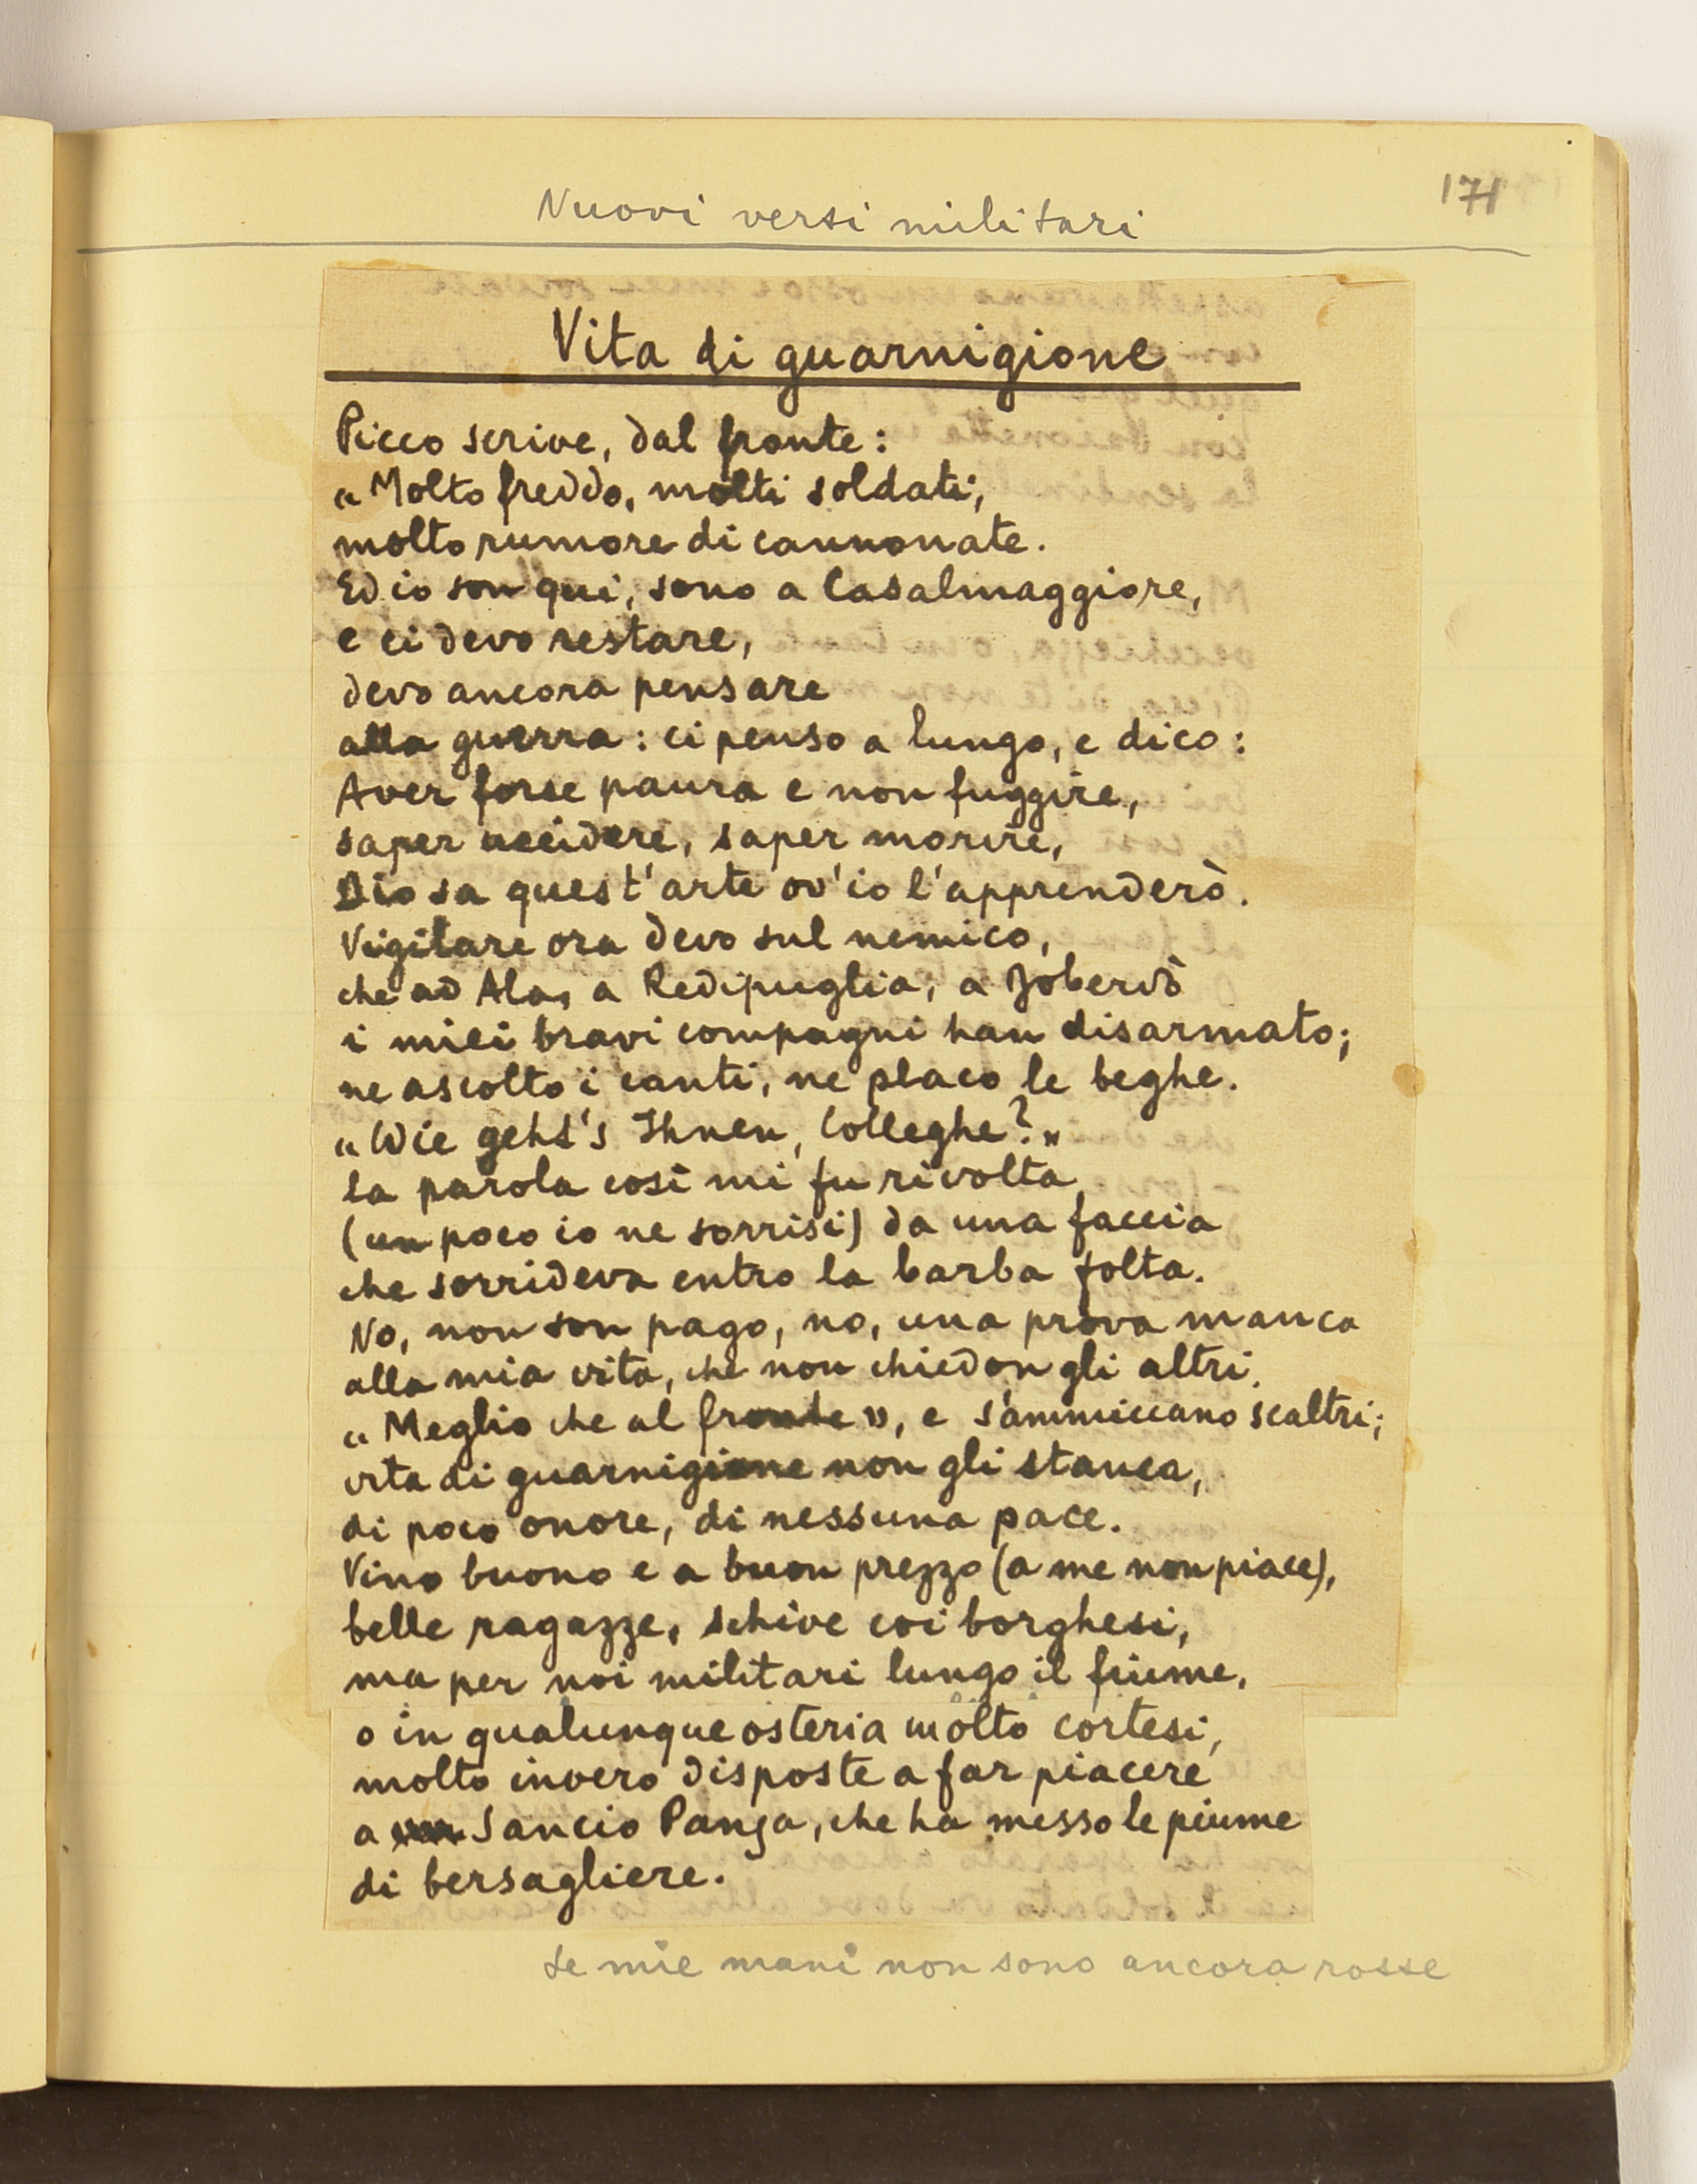 171
Nuovi versi militari
Vita di guarnigione
Picco scrive, dal fronte:
"Molto freddo, molti soldati,
molto rumore di cannonate.
Ed io son qui, sono a Casalmaggiore,
e ci devo restare,
devo ancora pensare
alla guerra: ci penso a lungo, e dico:
Aver forse paura e non fuggire,
saper uccidere, saper morire,
Dio sa quest'arte ov'io l'apprenderò.
Vigilare ora devo sul nemico,
che ad Ala, a Redipuglia, a Joberdò
i miei bravi compagni han disarmato;
ne ascolto i canti, ne placo le beghe.
"Wie geht's Ihnen, Colleghe?"
la parola così mi fu rivolta
(un poco io ne sorrisi) da una faccia
che sorrideva entro la barba folta.
No, non son pago, no, una prova manca
alla mia vita, che non chiedon gli altri.
"Meglio che al fronte", e s'ammiccano scaltri;
vita di guarnigione non gli stanca,
di poco onore, di nessuna pace.
Vino buono e a buon prezzo (a me non piace),
belle ragazze, schive coi borghesi,
ma per noi militari lungo il fiume,
o in qualunque osteria molto cortesi,
molto invero disposte a far piacere
a Sancio Panza, che ha messo le piume
di bersagliere.
Le mie mani non sono ancora rosse